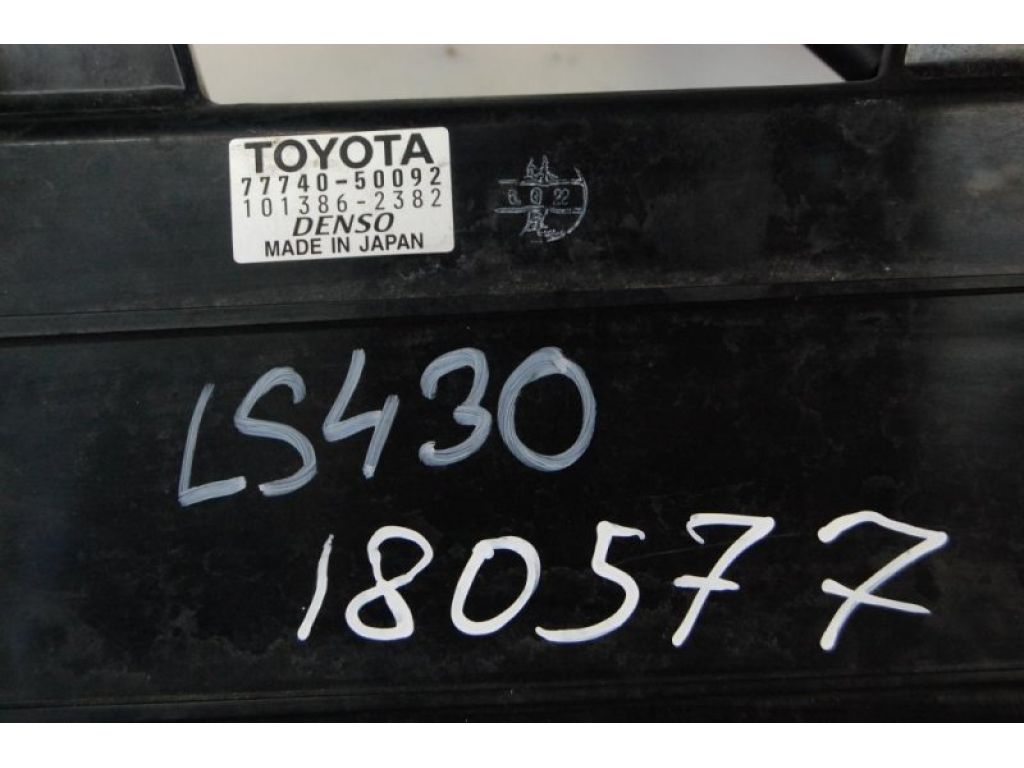 TOYOTA
77740-50092
101386-2382
DENSO
MADE IN JAPAN
LS430
180577